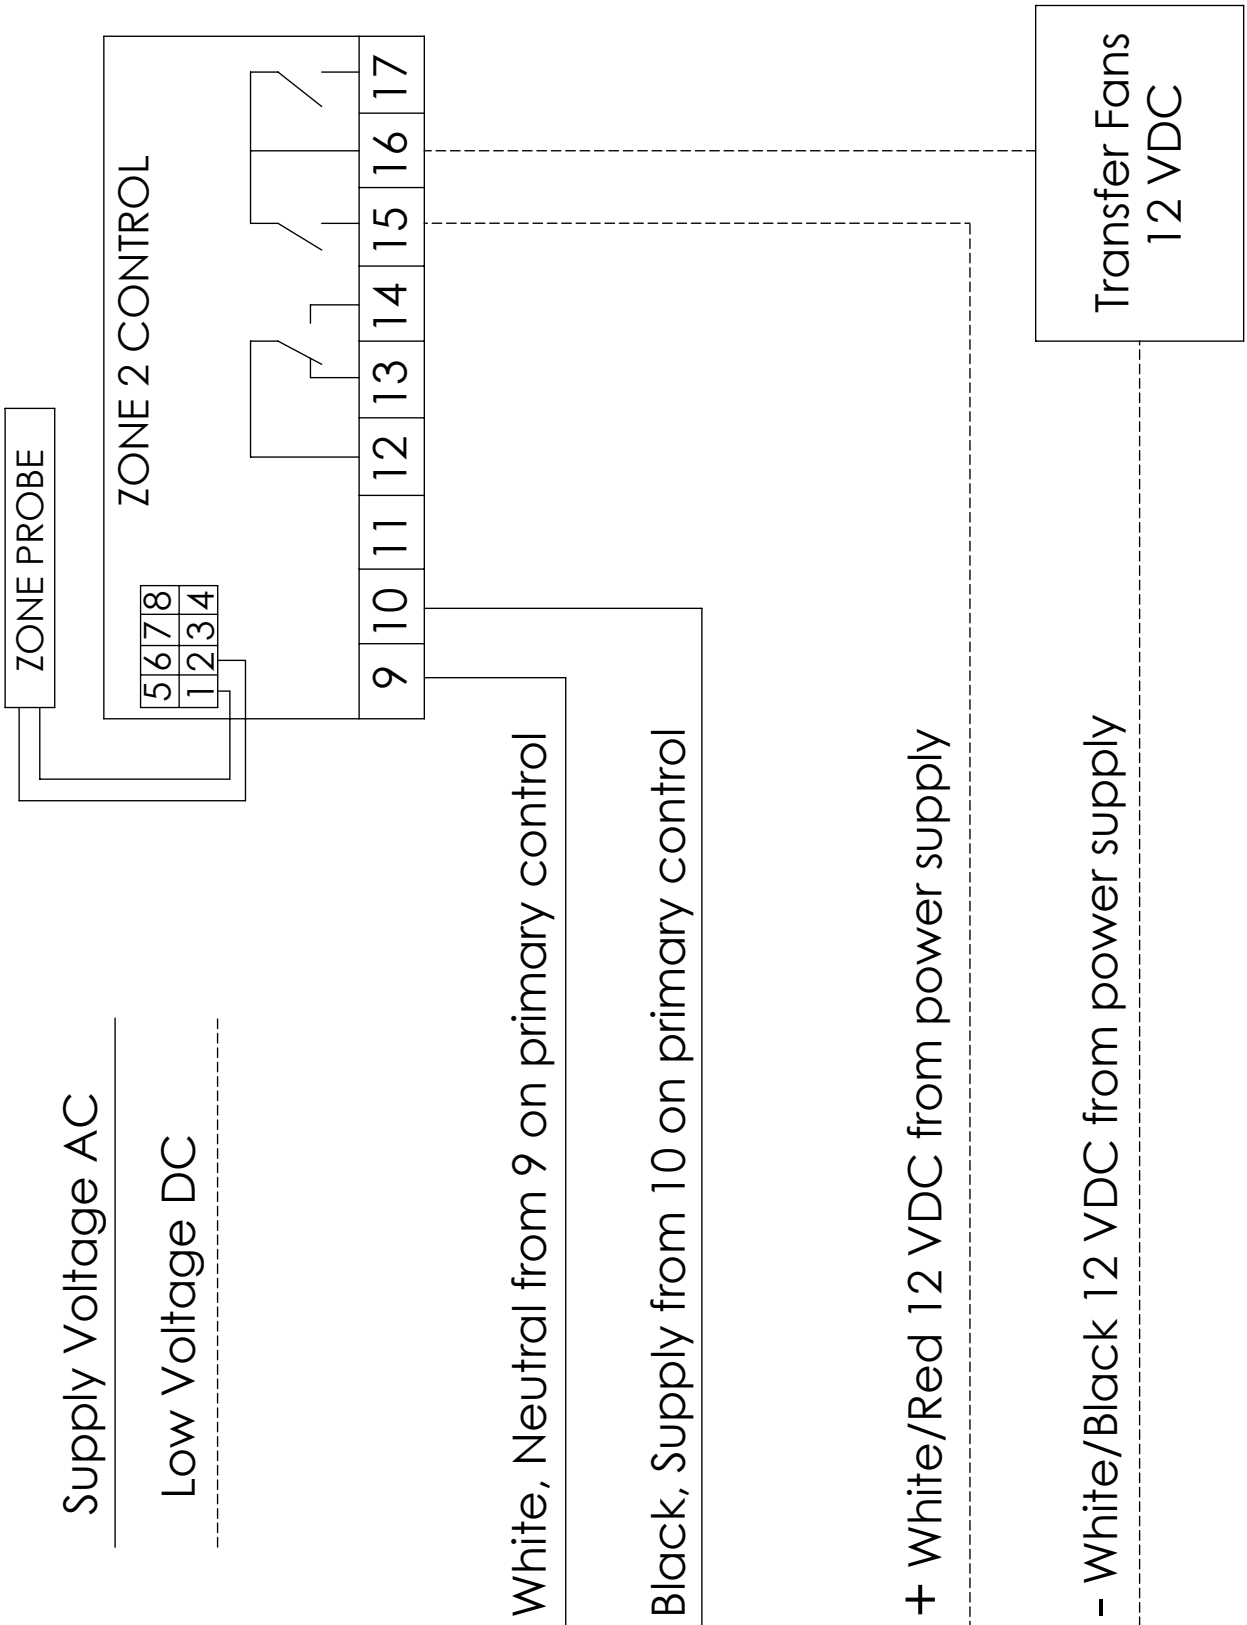 ZONE PROBE
ZONE 2 CONTROL
5 6 7 8
1 2 3 4
9 10 11 12 13 14 15 16 17
Supply Voltage AC
Low Voltage DC
White, Neutral from 9 on primary control
Black, Supply from 10 on primary control
+ White/Red 12 VDC from power supply
- White/Black 12 VDC from power supply
Transfer Fans
12 VDC